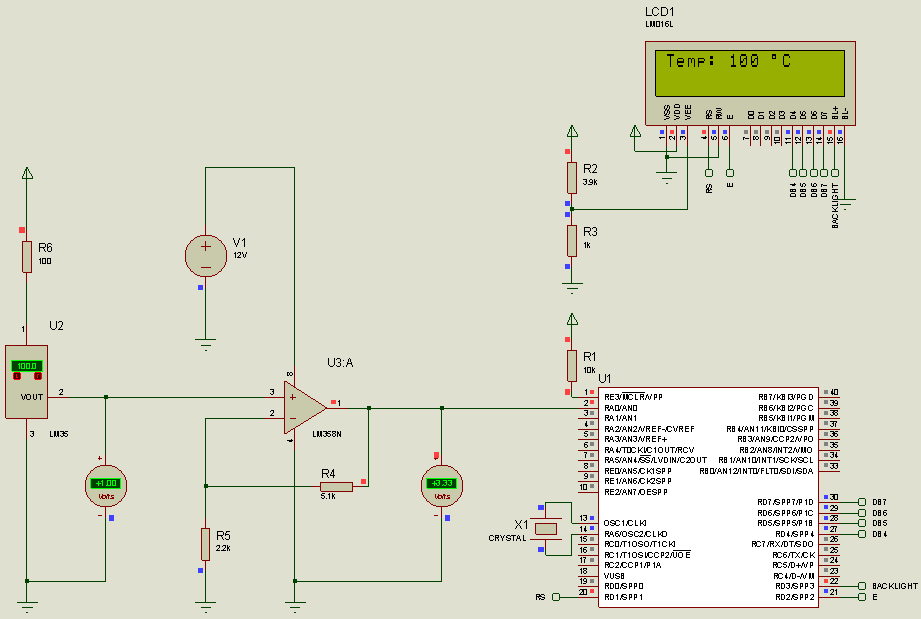 LCD1
LM016L
Temp: 100 °C
VSS
VDD
VEE
RS
RW
E
D0
D1
D2
D3
D4
D5
D6
D7
BL+
BL-
1
2
3
4
5
6
7
8
9
10
11
12
13
14
15
16
RS
E
DB4
DB5
DB6
DB7
BACKLIGHT
R2
3.9k
R3
1k
R6
100
V1
12V
U2
1
100.0
VOUT
2
3
LM35
U3:A
8
3
2
1
4
LM358N
R4
5.1k
R5
2.2k
+1.00
Volts
+3.33
Volts
R1
10k
U1
1
RE3/MCLR/VPP
2
RA0/AN0
3
RA1/AN1
4
RA2/AN2/VREF-/CVREF
5
RA3/AN3/VREF+
6
RA4/T0CKI/C1OUT/RCV
7
RA5/AN4/SS/LVDIN/C2OUT
8
RE0/AN5/CK1SPP
9
RE1/AN6/CK2SPP
10
RE2/AN7/OESPP
13
OSC1/CLKI
14
RA6/OSC2/CLKO
15
RC0/T1OSO/T1CKI
16
RC1/T1OSI/CCP2/UOE
17
RC2/CCP1/P1A
18
VUSB
19
RD0/SPP0
20
RD1/SPP1
RB7/KBI3/PGD
40
RB6/KBI2/PGC
39
RB5/KBI1/PGM
38
RB4/AN11/KBI0/CSSPP
37
RB3/AN9/CCP2/VPO
36
RB2/AN8/INT2/VMO
35
RB1/AN10/INT1/SCK/SCL
34
RB0/AN12/INT0/FLT0/SDI/SDA
33
RD7/SPP7/P1D
30
RD6/SPP6/P1C
29
RD5/SPP5/P1B
28
RD4/SPP4
27
RC7/RX/DT/SDO
26
RC6/TX/CK
25
RC5/D+/VP
24
RC4/D-/VM
23
RD3/SPP3
22
RD2/SPP2
21
DB7
DB6
DB5
DB4
BACKLIGHT
E
X1
CRYSTAL
RS